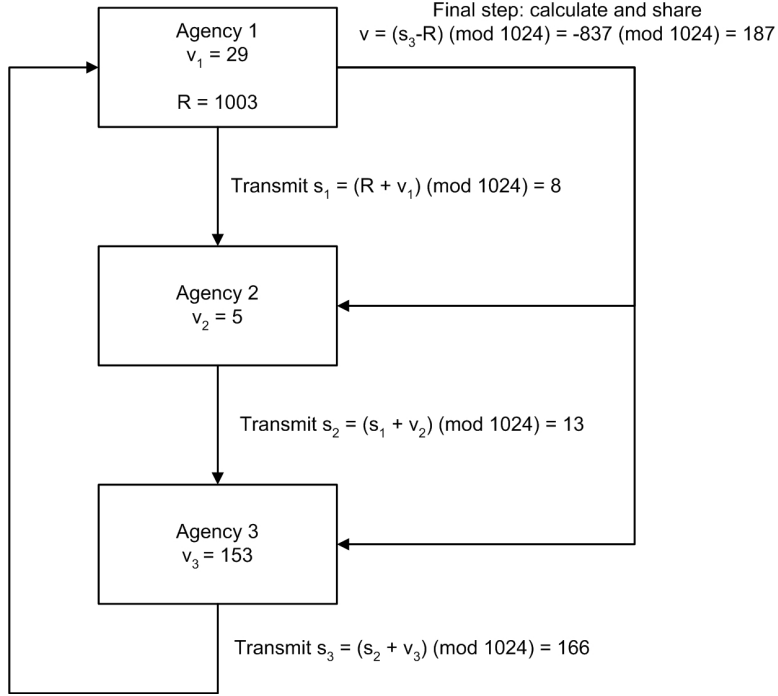 Final step: calculate and share
v = (s₃-R) (mod 1024) = -837 (mod 1024) = 187
Agency 1
v₁ = 29
R = 1003
Transmit s₁ = (R + v₁) (mod 1024) = 8
Agency 2
v₂ = 5
Transmit s₂ = (s₁ + v₂) (mod 1024) = 13
Agency 3
v₃ = 153
Transmit s₃ = (s₂ + v₃) (mod 1024) = 166